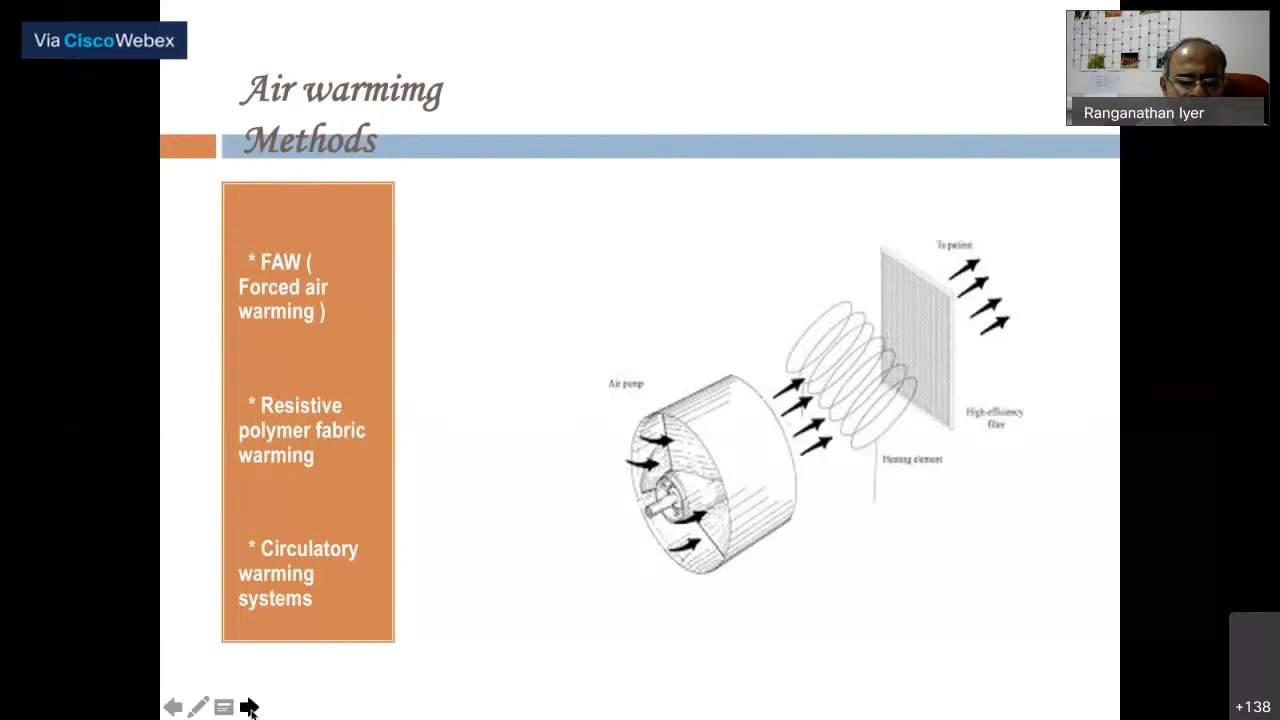 Via CiscoWebex
Ranganathan Iyer
Air warmimg
Methods
* FAW (
Forced air
warming )
* Resistive
polymer fabric
warming
* Circulatory
warming
systems
To patient
Air pump
High-efficiency
filter
Heating element
+138